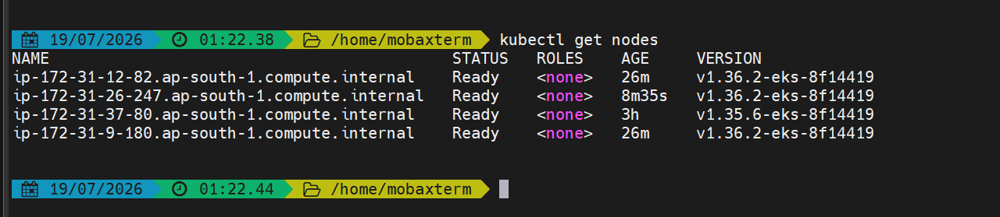 19/07/2026 01:22.38 /home/mobaxterm kubectl get nodes
NAME STATUS ROLES AGE VERSION
ip-172-31-12-82.ap-south-1.compute.internal Ready <none> 26m v1.36.2-eks-8f14419
ip-172-31-26-247.ap-south-1.compute.internal Ready <none> 8m35s v1.36.2-eks-8f14419
ip-172-31-37-80.ap-south-1.compute.internal Ready <none> 3h v1.35.6-eks-8f14419
ip-172-31-9-180.ap-south-1.compute.internal Ready <none> 26m v1.36.2-eks-8f14419
19/07/2026 01:22.44 /home/mobaxterm